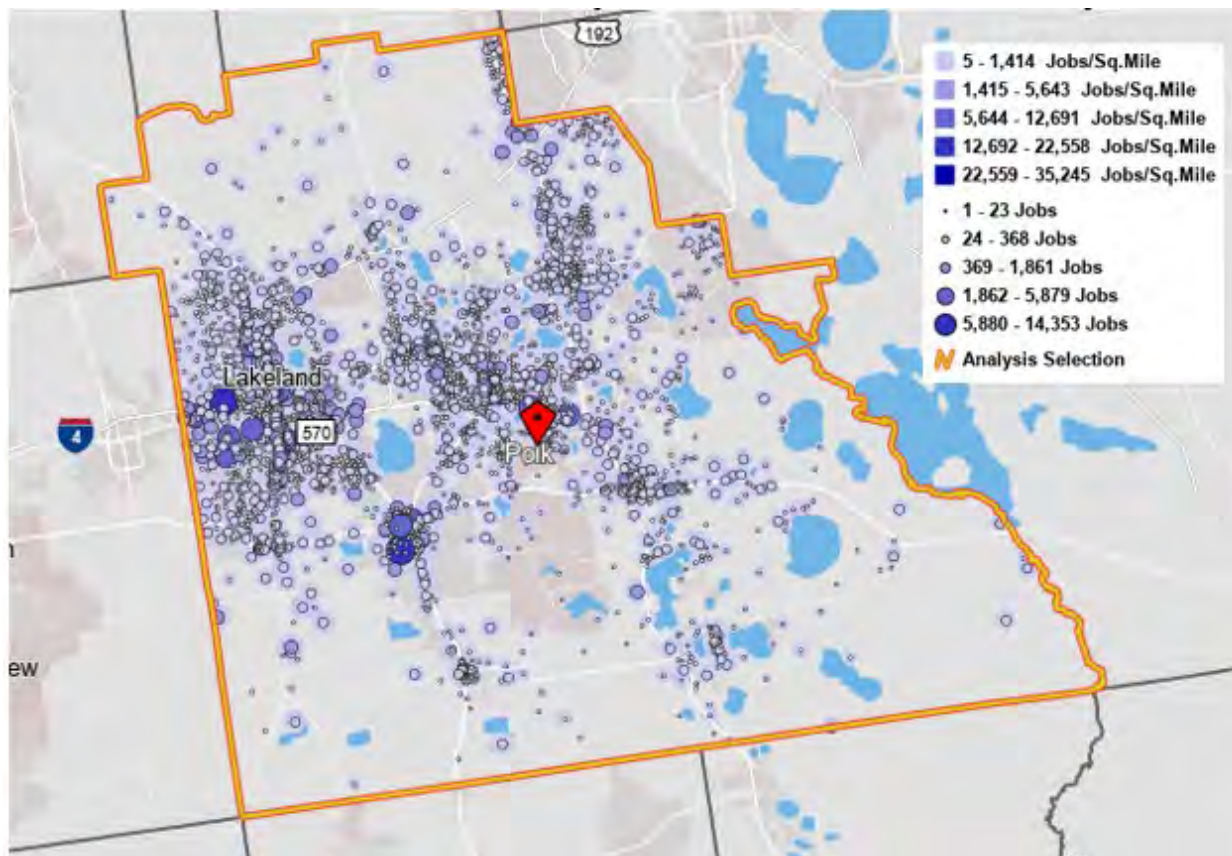 192
5 - 1,414 Jobs/Sq.Mile
1,415 - 5,643 Jobs/Sq.Mile
5,644 - 12,691 Jobs/Sq.Mile
12,692 - 22,558 Jobs/Sq.Mile
22,559 - 35,245 Jobs/Sq.Mile
1 - 23 Jobs
24 - 368 Jobs
369 - 1,861 Jobs
1,862 - 5,879 Jobs
5,880 - 14,353 Jobs
Analysis Selection
Lakeland
4
570
Polk
ew